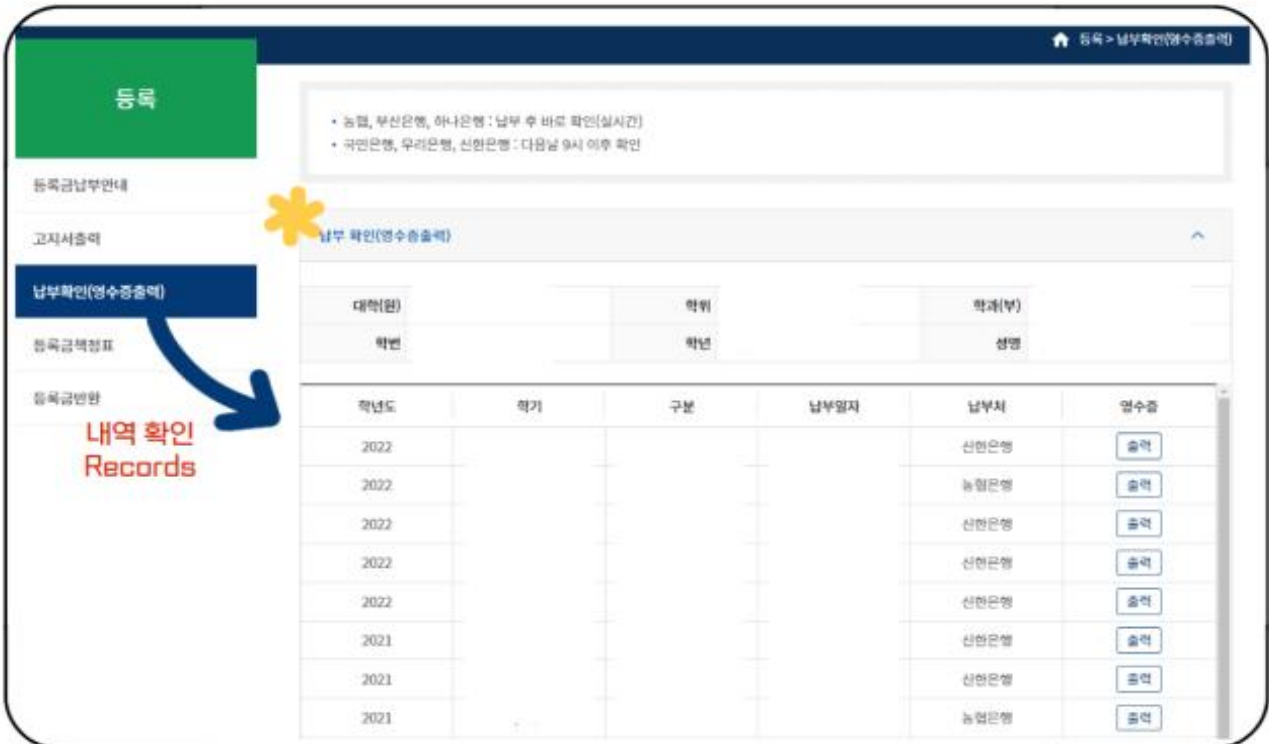 등록 > 납부확인(영수증출력)
등록
• 농협, 부산은행, 하나은행 : 납부 후 바로 확인(실시간)
• 국민은행, 우리은행, 신한은행 : 다음날 9시 이후 확인
등록금납부안내
고지서출력
납부확인(영수증출력)
등록금책정표
등록금반환
내역 확인
Records
납부 확인(영수증출력)
대학(원) 학위 학과(부)
학번 학년 성명
학년도 학기 구분 납부일자 납부처 영수증
2022 신한은행 출력
2022 농협은행 출력
2022 신한은행 출력
2022 신한은행 출력
2022 신한은행 출력
2021 신한은행 출력
2021 신한은행 출력
2021 농협은행 출력